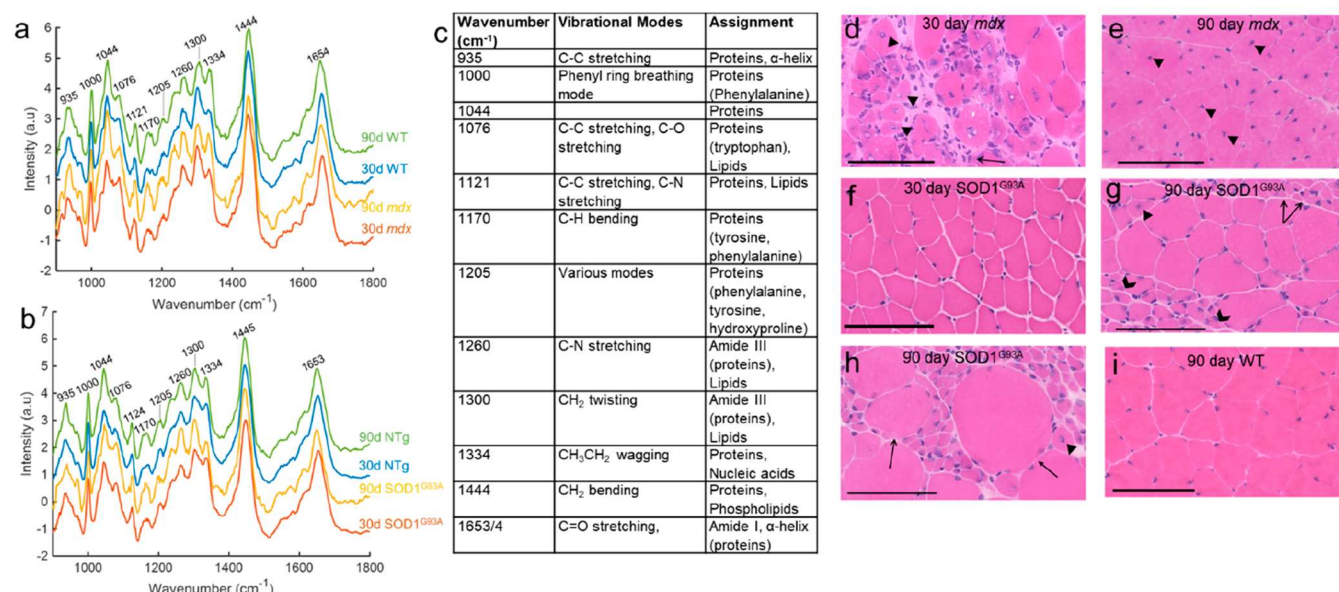 a
6
5
4
3
2
1
0
-1
-2
Intensity (a.u)
935
1000
1044
1076
1121
1170
1205
1260
1300
1334
1444
1654
90d WT
30d WT
90d mdx
30d mdx
1000 1200 1400 1600 1800
Wavenumber (cm⁻¹)
b
7
6
5
4
3
2
1
0
-1
-2
Intensity (a.u)
935
1000
1044
1076
1124
1170
1205
1260
1300
1334
1445
1653
90d NTg
30d NTg
90d SOD1G93A
30d SOD1G93A
1000 1200 1400 1600 1800
Wavenumber (cm⁻¹)
c
Wavenumber (cm⁻¹) Vibrational Modes Assignment
935 C-C stretching Proteins, α-helix
1000 Phenyl ring breathing Proteins
mode (Phenylalanine)
1044 Proteins
1076 C-C stretching, C-O Proteins
stretching (tryptophan),
Lipids
1121 C-C stretching, C-N Proteins, Lipids
stretching
1170 C-H bending Proteins
(tyrosine,
phenylalanine)
1205 Various modes Proteins
(phenylalanine,
tyrosine,
hydroxyproline)
1260 C-N stretching Amide III
(proteins),
Lipids
1300 CH₂ twisting Amide III
(proteins),
Lipids
1334 CH₃CH₂ wagging Proteins,
Nucleic acids
1444 CH₂ bending Proteins,
Phospholipids
1653/4 C=O stretching, Amide I, α-helix
(proteins)
d 30 day mdx
e 90 day mdx
f 30 day SOD1G93A
g 90 day SOD1G93A
h 90 day SOD1G93A
i 90 day WT